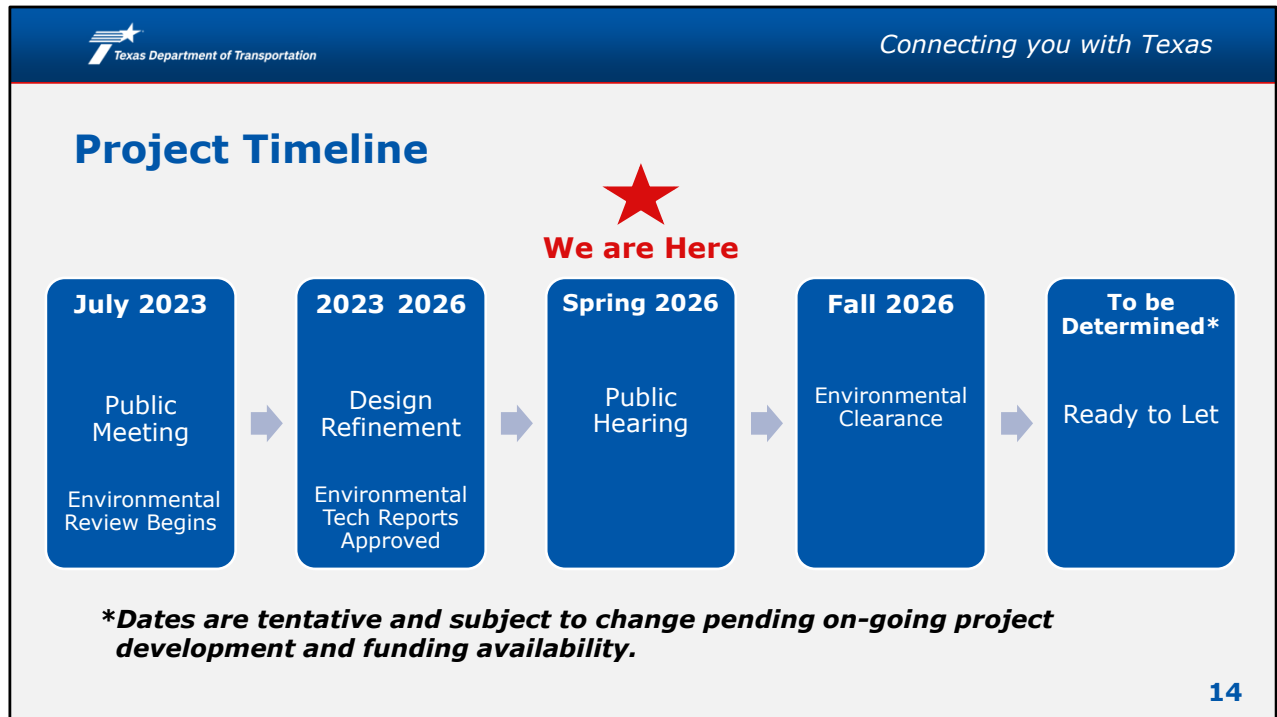 Texas Department of Transportation
Connecting you with Texas
Project Timeline
We are Here
July 2023
Public
Meeting
Environmental
Review Begins
2023 2026
Design
Refinement
Environmental
Tech Reports
Approved
Spring 2026
Public
Hearing
Fall 2026
Environmental
Clearance
To be
Determined*
Ready to Let
*Dates are tentative and subject to change pending on-going project
development and funding availability.
14